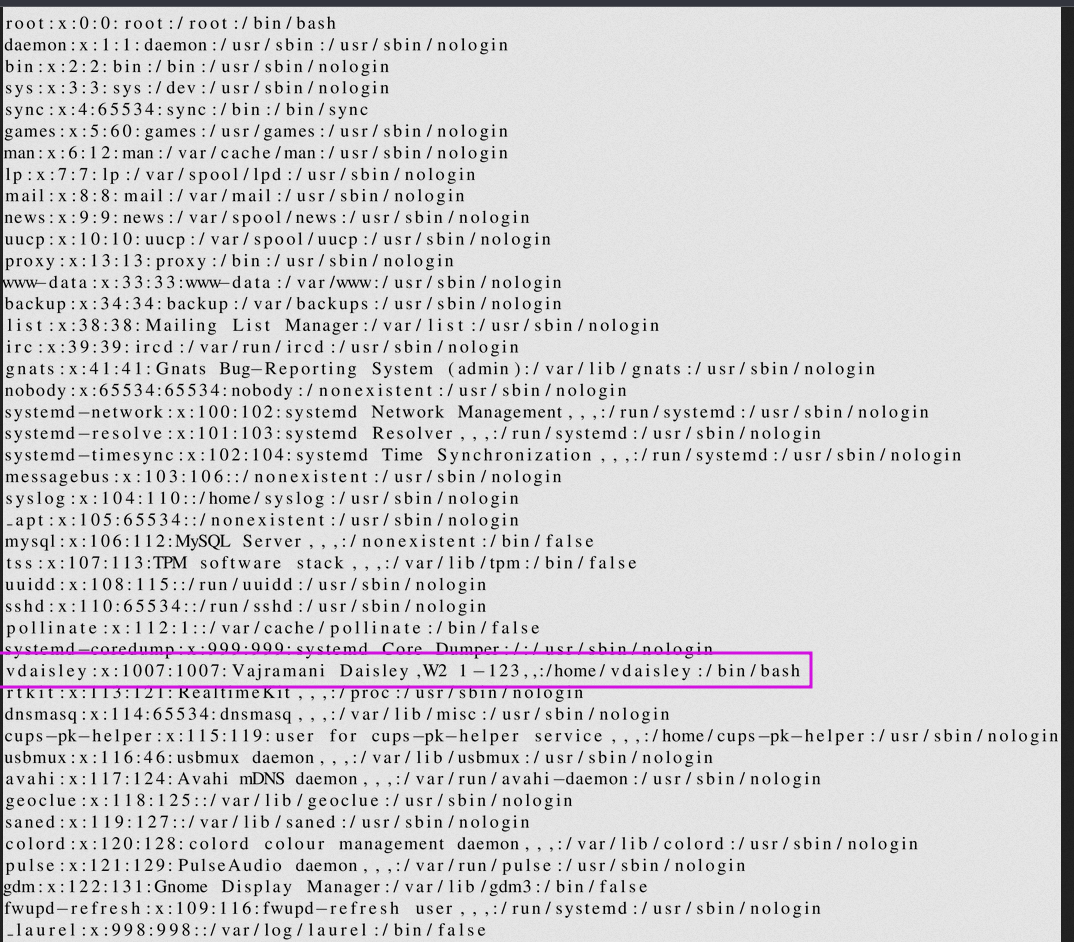 root:x:0:0:root:/root:/bin/bash
daemon:x:1:1:daemon:/usr/sbin:/usr/sbin/nologin
bin:x:2:2:bin:/bin:/usr/sbin/nologin
sys:x:3:3:sys:/dev:/usr/sbin/nologin
sync:x:4:65534:sync:/bin:/bin/sync
games:x:5:60:games:/usr/games:/usr/sbin/nologin
man:x:6:12:man:/var/cache/man:/usr/sbin/nologin
lp:x:7:7:lp:/var/spool/lpd:/usr/sbin/nologin
mail:x:8:8:mail:/var/mail:/usr/sbin/nologin
news:x:9:9:news:/var/spool/news:/usr/sbin/nologin
uucp:x:10:10:uucp:/var/spool/uucp:/usr/sbin/nologin
proxy:x:13:13:proxy:/bin:/usr/sbin/nologin
www-data:x:33:33:www-data:/var/www:/usr/sbin/nologin
backup:x:34:34:backup:/var/backups:/usr/sbin/nologin
list:x:38:38:Mailing List Manager:/var/list:/usr/sbin/nologin
irc:x:39:39:ircd:/var/run/ircd:/usr/sbin/nologin
gnats:x:41:41:Gnats Bug-Reporting System (admin):/var/lib/gnats:/usr/sbin/nologin
nobody:x:65534:65534:nobody:/nonexistent:/usr/sbin/nologin
systemd-network:x:100:102:systemd Network Management,,,:/run/systemd:/usr/sbin/nologin
systemd-resolve:x:101:103:systemd Resolver,,,:/run/systemd:/usr/sbin/nologin
systemd-timesync:x:102:104:systemd Time Synchronization,,,:/run/systemd:/usr/sbin/nologin
messagebus:x:103:106::/nonexistent:/usr/sbin/nologin
syslog:x:104:110::/home/syslog:/usr/sbin/nologin
_apt:x:105:65534::/nonexistent:/usr/sbin/nologin
mysql:x:106:112:MySQL Server,,,:/nonexistent:/bin/false
tss:x:107:113:TPM software stack,,,:/var/lib/tpm:/bin/false
uuidd:x:108:115::/run/uuidd:/usr/sbin/nologin
sshd:x:110:65534::/run/sshd:/usr/sbin/nologin
pollinate:x:112:1::/var/cache/pollinate:/bin/false
systemd-coredump:x:999:999:systemd Core Dumper:/:/usr/sbin/nologin
vdaisley:x:1007:1007:Vajramani Daisley,W2 1-123,,:/home/vdaisley:/bin/bash
rtkit:x:113:121:RealtimeKit,,,:/proc:/usr/sbin/nologin
dnsmasq:x:114:65534:dnsmasq,,,:/var/lib/misc:/usr/sbin/nologin
cups-pk-helper:x:115:119:user for cups-pk-helper service,,,:/home/cups-pk-helper:/usr/sbin/nologin
usbmux:x:116:46:usbmux daemon,,,:/var/lib/usbmux:/usr/sbin/nologin
avahi:x:117:124:Avahi mDNS daemon,,,:/var/run/avahi-daemon:/usr/sbin/nologin
geoclue:x:118:125::/var/lib/geoclue:/usr/sbin/nologin
saned:x:119:127::/var/lib/saned:/usr/sbin/nologin
colord:x:120:128:colord colour management daemon,,,:/var/lib/colord:/usr/sbin/nologin
pulse:x:121:129:PulseAudio daemon,,,:/var/run/pulse:/usr/sbin/nologin
gdm:x:122:131:Gnome Display Manager:/var/lib/gdm3:/bin/false
fwupd-refresh:x:109:116:fwupd-refresh user,,,:/run/systemd:/usr/sbin/nologin
_laurel:x:998:998::/var/log/laurel:/bin/false